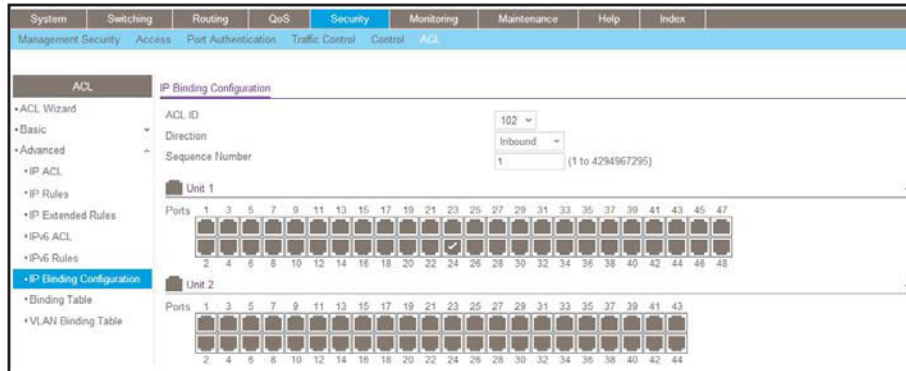 System Switching Routing QoS Security Monitoring Maintenance Help Index
Management Security Access Port Authentication Traffic Control Control ACL
ACL
IP Binding Configuration
•ACL Wizard
•Basic
•Advanced
•IP ACL
•IP Rules
•IP Extended Rules
•IPv6 ACL
•IPv6 Rules
•IP Binding Configuration
•Binding Table
•VLAN Binding Table
ACL ID 102
Direction Inbound
Sequence Number 1 (1 to 4294967295)
Unit 1
Ports 1 3 5 7 9 11 13 15 17 19 21 23 25 27 29 31 33 35 37 39 41 43 45 47
2 4 6 8 10 12 14 16 18 20 22 24 26 28 30 32 34 36 38 40 42 44 46 48
Unit 2
Ports 1 3 5 7 9 11 13 15 17 19 21 23 25 27 29 31 33 35 37 39 41 43
2 4 6 8 10 12 14 16 18 20 22 24 26 28 30 32 34 36 38 40 42 44